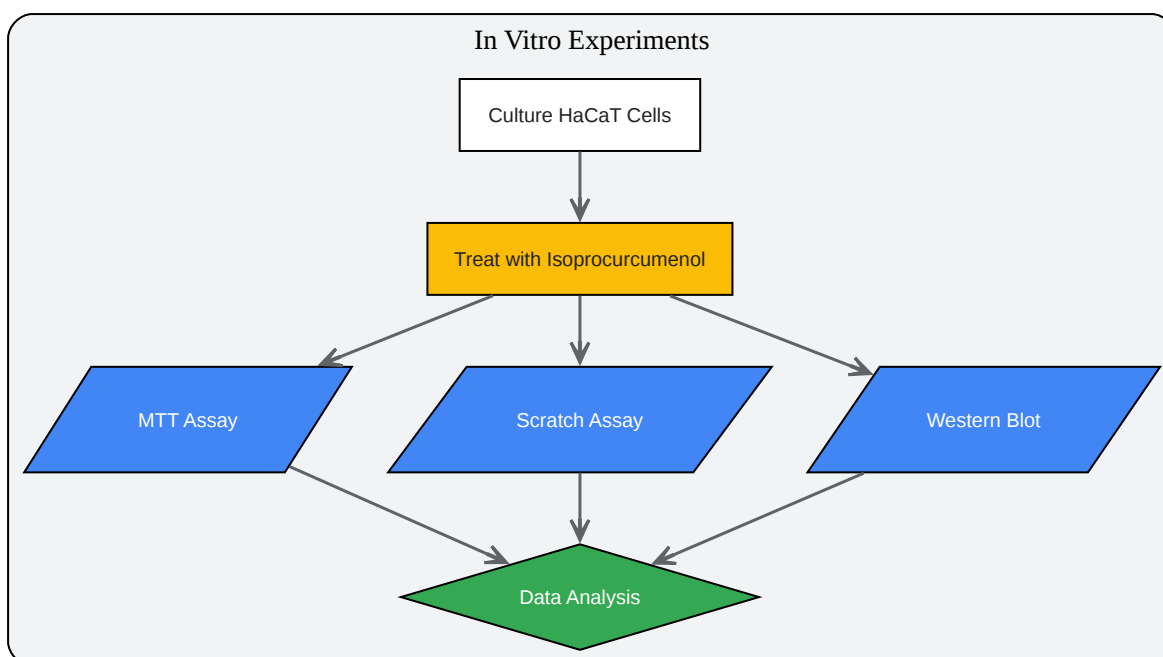 In Vitro Experiments
Culture HaCaT Cells
Treat with Isoprocurcumenol
MTT Assay
Scratch Assay
Western Blot
Data Analysis